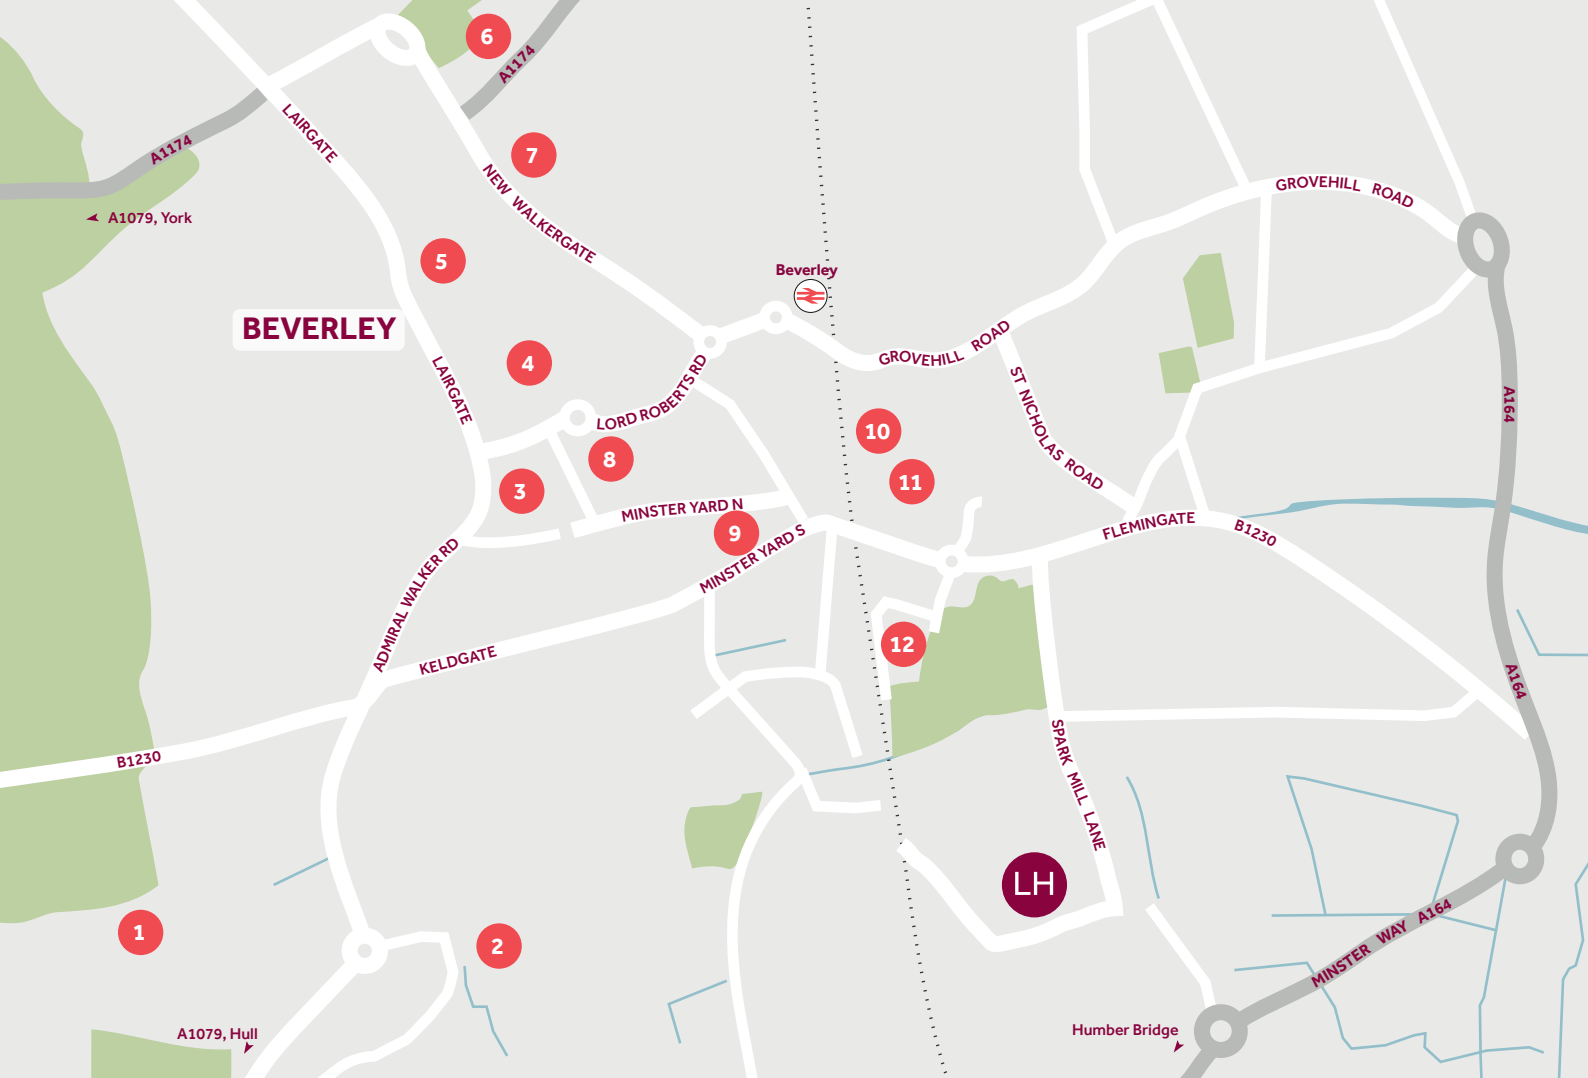 6
A1174
LAIRGATE
A1174
7
NEW WALKERGATE
GROVEHILL ROAD
A1079, York
5
Beverley
BEVERLEY
GROVEHILL ROAD
4
LAIRGATE
LORD ROBERTS RD
ST NICHOLAS ROAD
A164
10
8
3
11
MINSTER YARD N
9
MINSTER YARD S
FLEMINGATE
B1230
ADMIRAL WALKER RD
12
KELDGATE
A164
B1230
SPARK MILL LANE
LH
1
2
MINSTER WAY A164
A1079, Hull
Humber Bridge